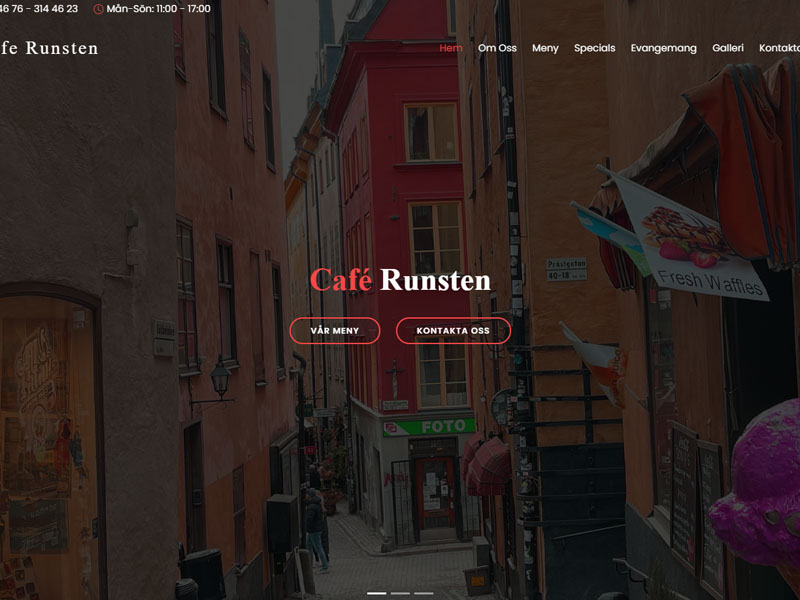 46 76 - 314 46 23 Mån-Sön: 11:00 - 17:00
fe Runsten
Hem Om Oss Meny Specials Evangemang Galleri Kontakta
Prästgatan
40-18
Fresh Waffles
Café Runsten
VÅR MENY KONTAKTA OSS
FOTO